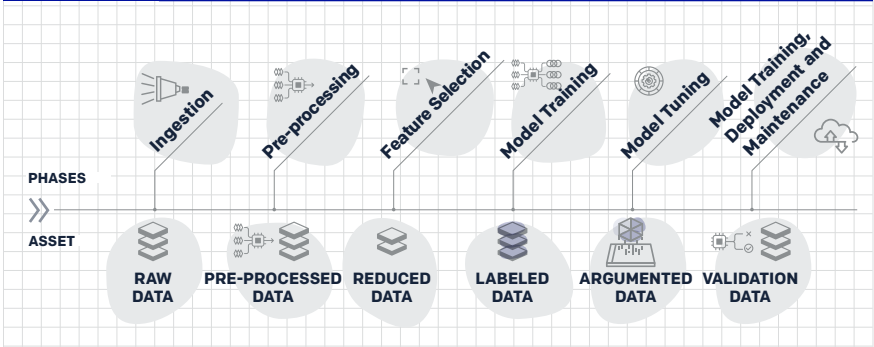 Ingestion
Pre-processing
Feature Selection
Model Training
Model Tuning
Model Training,
Deployment and
Maintenance
PHASES
ASSET
RAW
DATA
PRE-PROCESSED
DATA
REDUCED
DATA
LABELED
DATA
ARGUMENTED
DATA
VALIDATION
DATA